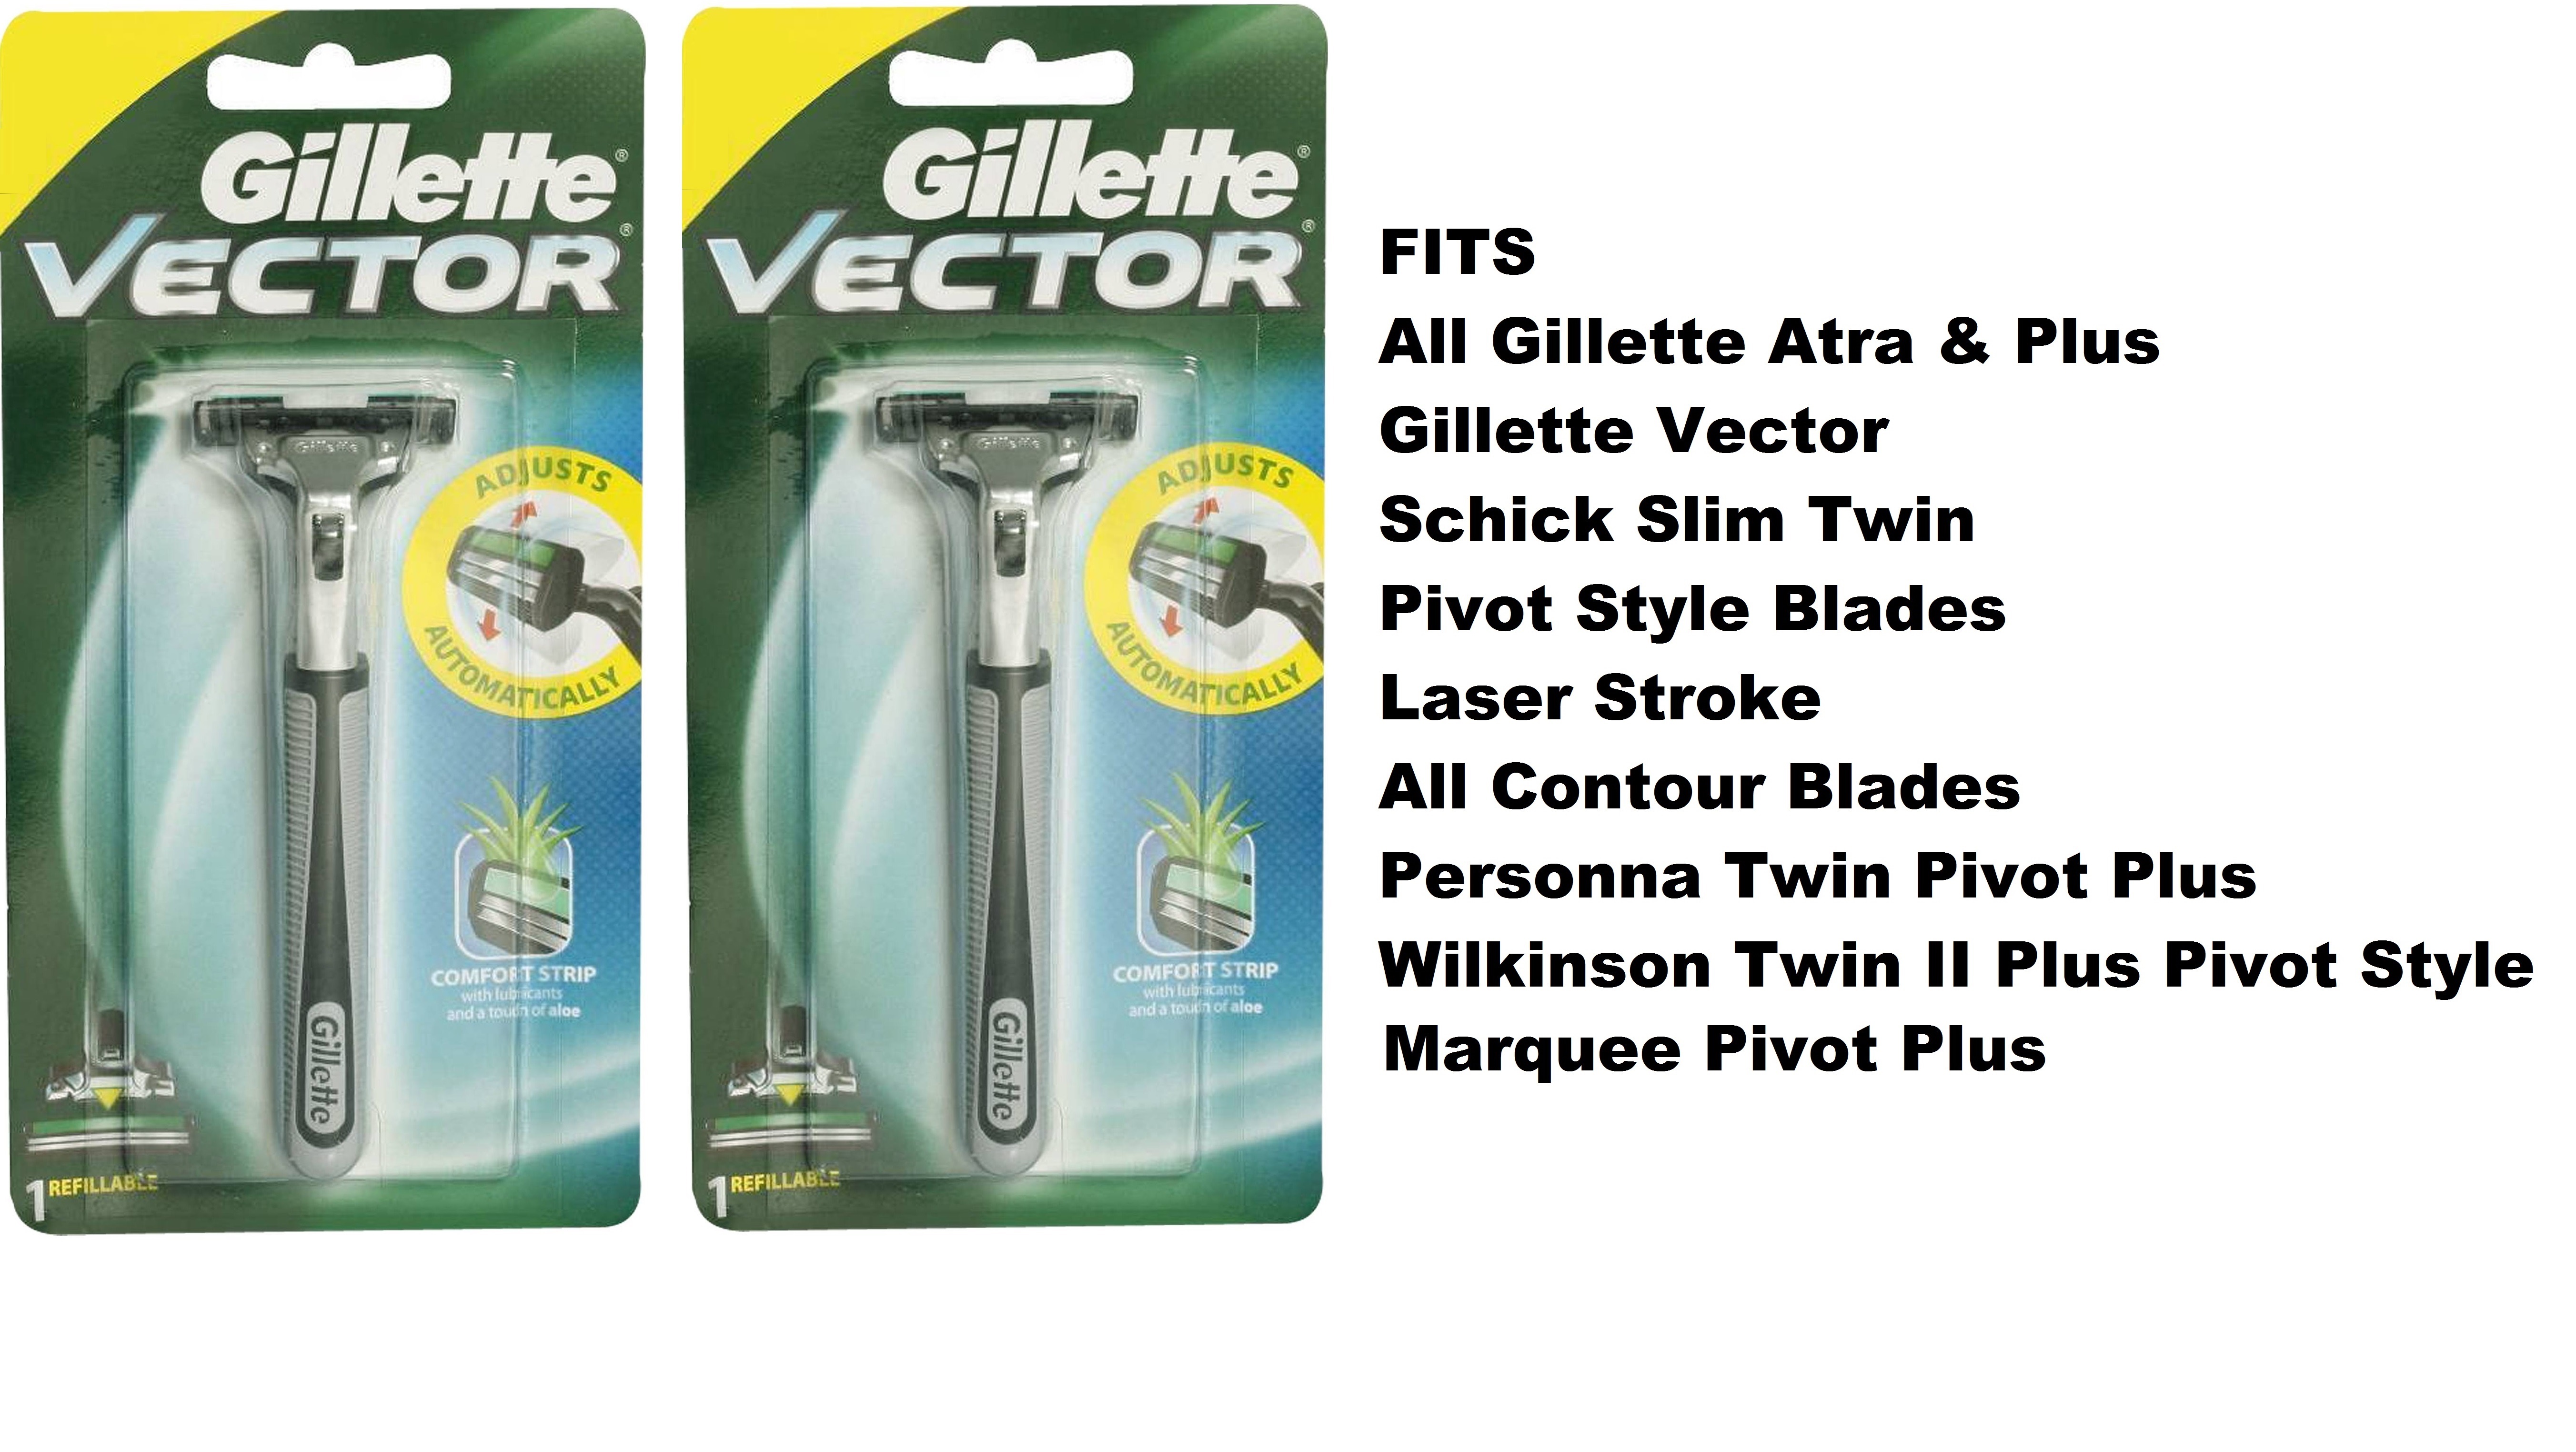 Gillette®
VECTOR®
Gillette
ADJUSTS
AUTOMATICALLY
COMFORT STRIP
with lubricants
and a touch of aloe
Gillette
1 REFILLABLE
Gillette®
VECTOR®
Gillette
ADJUSTS
AUTOMATICALLY
COMFORT STRIP
with lubricants
and a touch of aloe
Gillette
1 REFILLABLE
FITS
All Gillette Atra & Plus
Gillette Vector
Schick Slim Twin
Pivot Style Blades
Laser Stroke
All Contour Blades
Personna Twin Pivot Plus
Wilkinson Twin II Plus Pivot Style
Marquee Pivot Plus